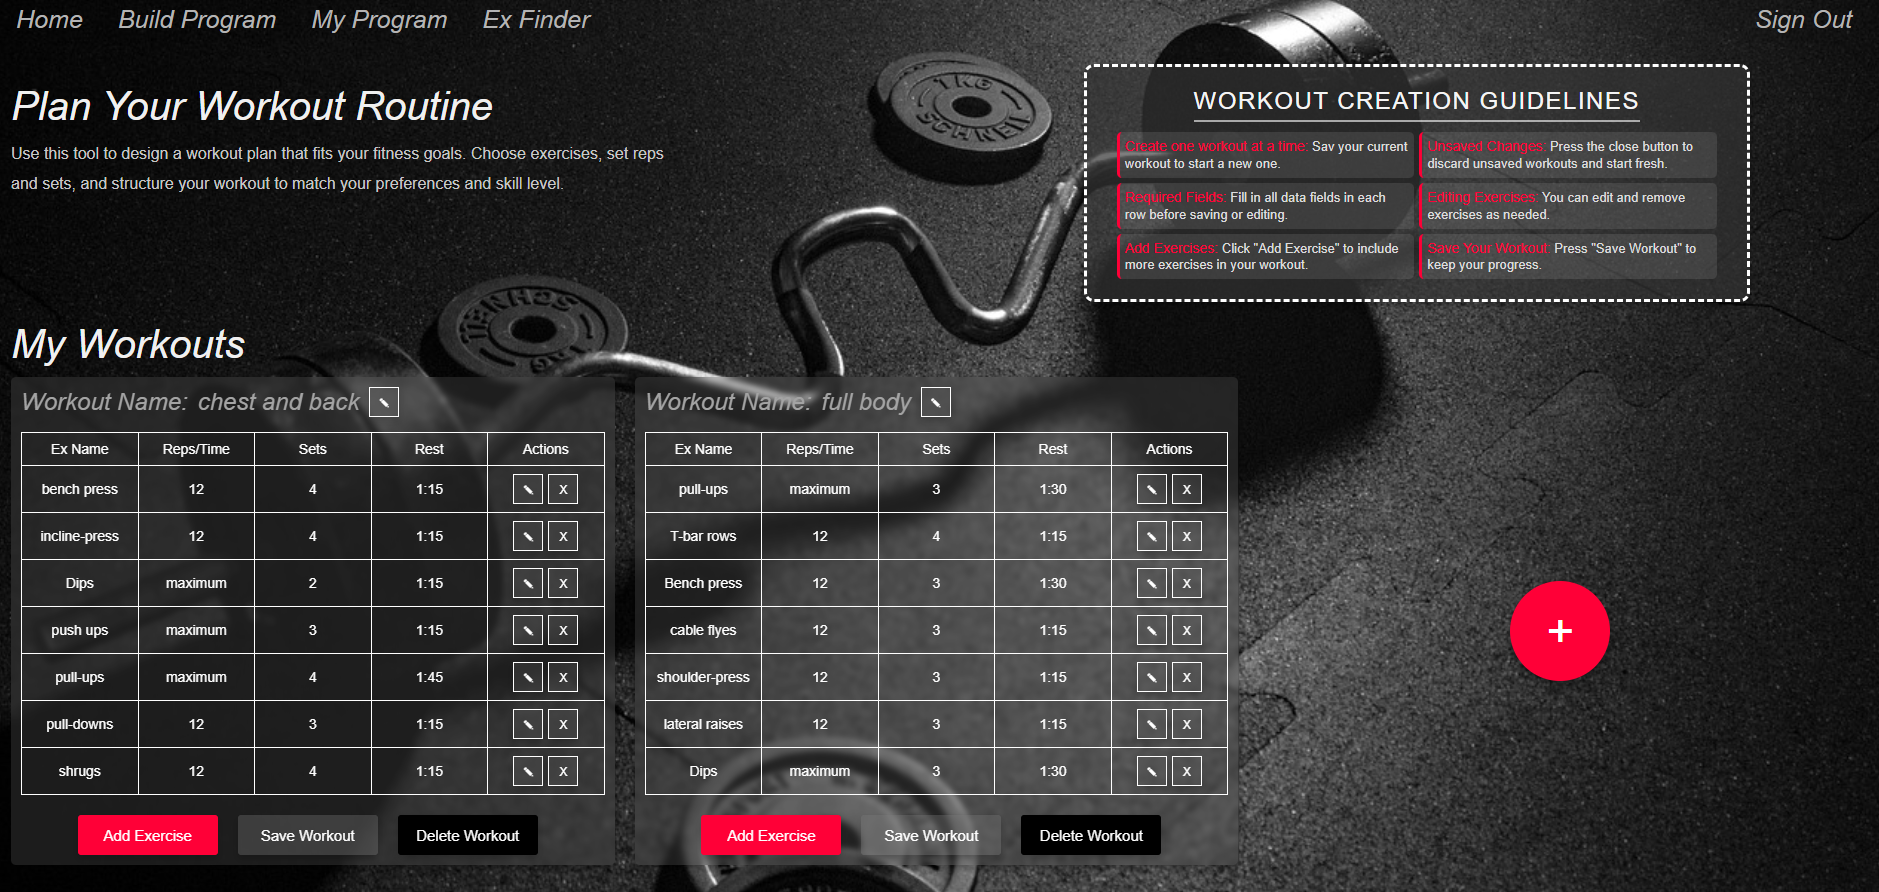 Home Build Program My Program Ex Finder Sign Out
Plan Your Workout Routine
Use this tool to design a workout plan that fits your fitness goals. Choose exercises, set reps
and sets, and structure your workout to match your preferences and skill level.
WORKOUT CREATION GUIDELINES
Create one workout at a time: Sav your current
workout to start a new one.
Unsaved Changes: Press the close button to
discard unsaved workouts and start fresh.
Required Fields: Fill in all data fields in each
row before saving or editing.
Editing Exercises: You can edit and remove
exercises as needed.
Add Exercises: Click "Add Exercise" to include
more exercises in your workout.
Save Your Workout: Press "Save Workout" to
keep your progress.
1 KG
SCHNELL
SCHNELL
1 KG
My Workouts
Workout Name: chest and back
Ex Name Reps/Time Sets Rest Actions
bench press 12 4 1:15 X
incline-press 12 4 1:15 X
Dips maximum 2 1:15 X
push ups maximum 3 1:15 X
pull-ups maximum 4 1:45 X
pull-downs 12 3 1:15 X
shrugs 12 4 1:15 X
Add Exercise Save Workout Delete Workout
Workout Name: full body
Ex Name Reps/Time Sets Rest Actions
pull-ups maximum 3 1:30 X
T-bar rows 12 4 1:15 X
Bench press 12 3 1:30 X
cable flyes 12 3 1:15 X
shoulder-press 12 3 1:15 X
lateral raises 12 3 1:15 X
Dips maximum 3 1:30 X
Add Exercise Save Workout Delete Workout
+